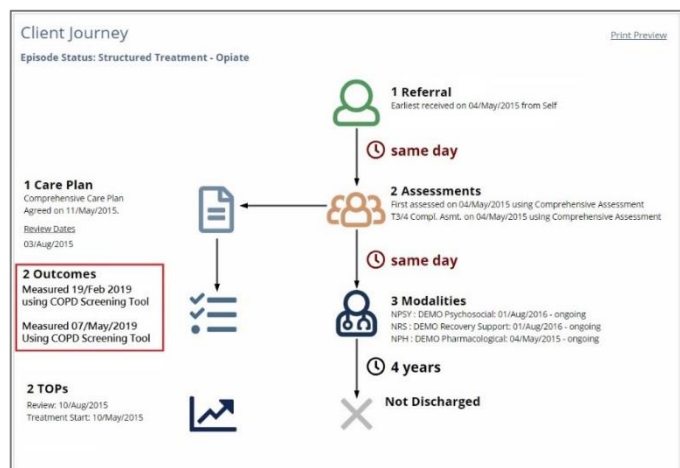 Client Journey
Print Preview
Episode Status: Structured Treatment - Opiate
1 Referral
Earliest received on 04/May/2015 from Self
same day
1 Care Plan
Comprehensive Care Plan
Agreed on 11/May/2015.
Review Dates
03/Aug/2015
2 Assessments
First assessed on 04/May/2015 using Comprehensive Assessment
T3/4 Compl. Asmt. on 04/May/2015 using Comprehensive Assessment
same day
2 Outcomes
Measured 19/Feb 2019
using COPD Screening Tool
Measured 07/May/2019
Using COPD Screening Tool
3 Modalities
NPSY : DEMO Psychosocial: 01/Aug/2016 - ongoing
NRS : DEMO Recovery Support: 01/Aug/2016 - ongoing
NPH : DEMO Pharmacological: 04/May/2015 - ongoing
4 years
2 TOPs
Review: 10/Aug/2015
Treatment Start: 10/May/2015
Not Discharged